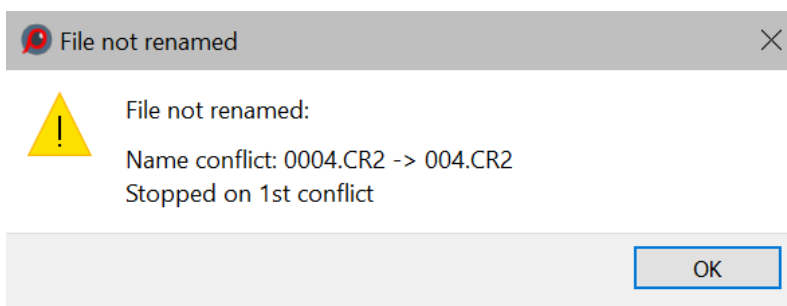 File not renamed
File not renamed:
Name conflict: 0004.CR2 -> 004.CR2
Stopped on 1st conflict
OK